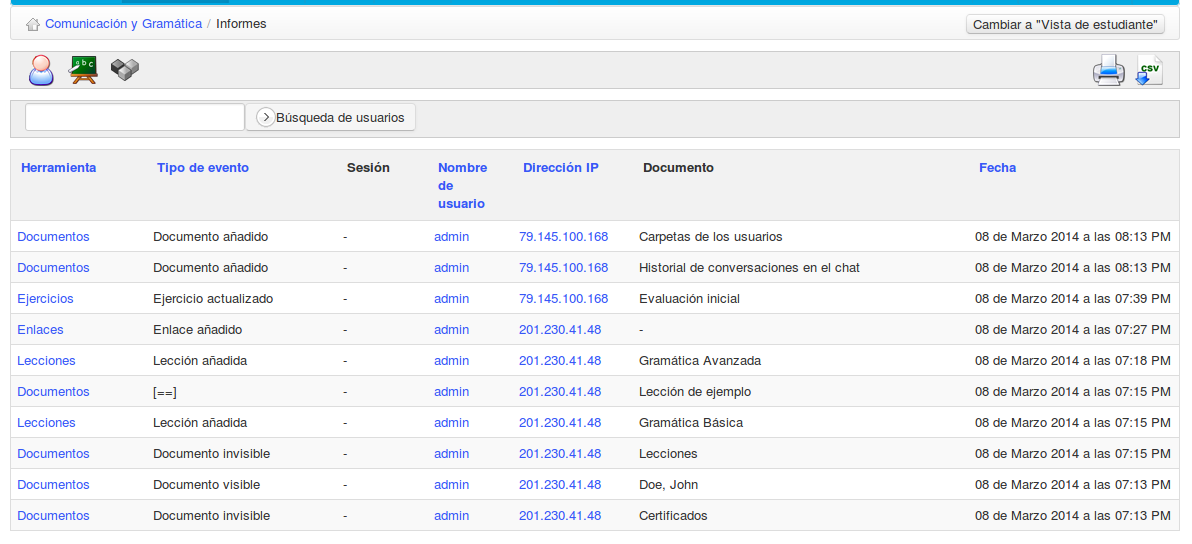 Comunicación y Gramática / Informes Cambiar a "Vista de estudiante"
a b c CSV
Búsqueda de usuarios
Herramienta Tipo de evento Sesión Nombre de usuario Dirección IP Documento Fecha
Documentos Documento añadido - admin 79.145.100.168 Carpetas de los usuarios 08 de Marzo 2014 a las 08:13 PM
Documentos Documento añadido - admin 79.145.100.168 Historial de conversaciones en el chat 08 de Marzo 2014 a las 08:13 PM
Ejercicios Ejercicio actualizado - admin 79.145.100.168 Evaluación inicial 08 de Marzo 2014 a las 07:39 PM
Enlaces Enlace añadido - admin 201.230.41.48 - 08 de Marzo 2014 a las 07:27 PM
Lecciones Lección añadida - admin 201.230.41.48 Gramática Avanzada 08 de Marzo 2014 a las 07:18 PM
Documentos [==] - admin 201.230.41.48 Lección de ejemplo 08 de Marzo 2014 a las 07:15 PM
Lecciones Lección añadida - admin 201.230.41.48 Gramática Básica 08 de Marzo 2014 a las 07:15 PM
Documentos Documento invisible - admin 201.230.41.48 Lecciones 08 de Marzo 2014 a las 07:15 PM
Documentos Documento visible - admin 201.230.41.48 Doe, John 08 de Marzo 2014 a las 07:13 PM
Documentos Documento invisible - admin 201.230.41.48 Certificados 08 de Marzo 2014 a las 07:13 PM